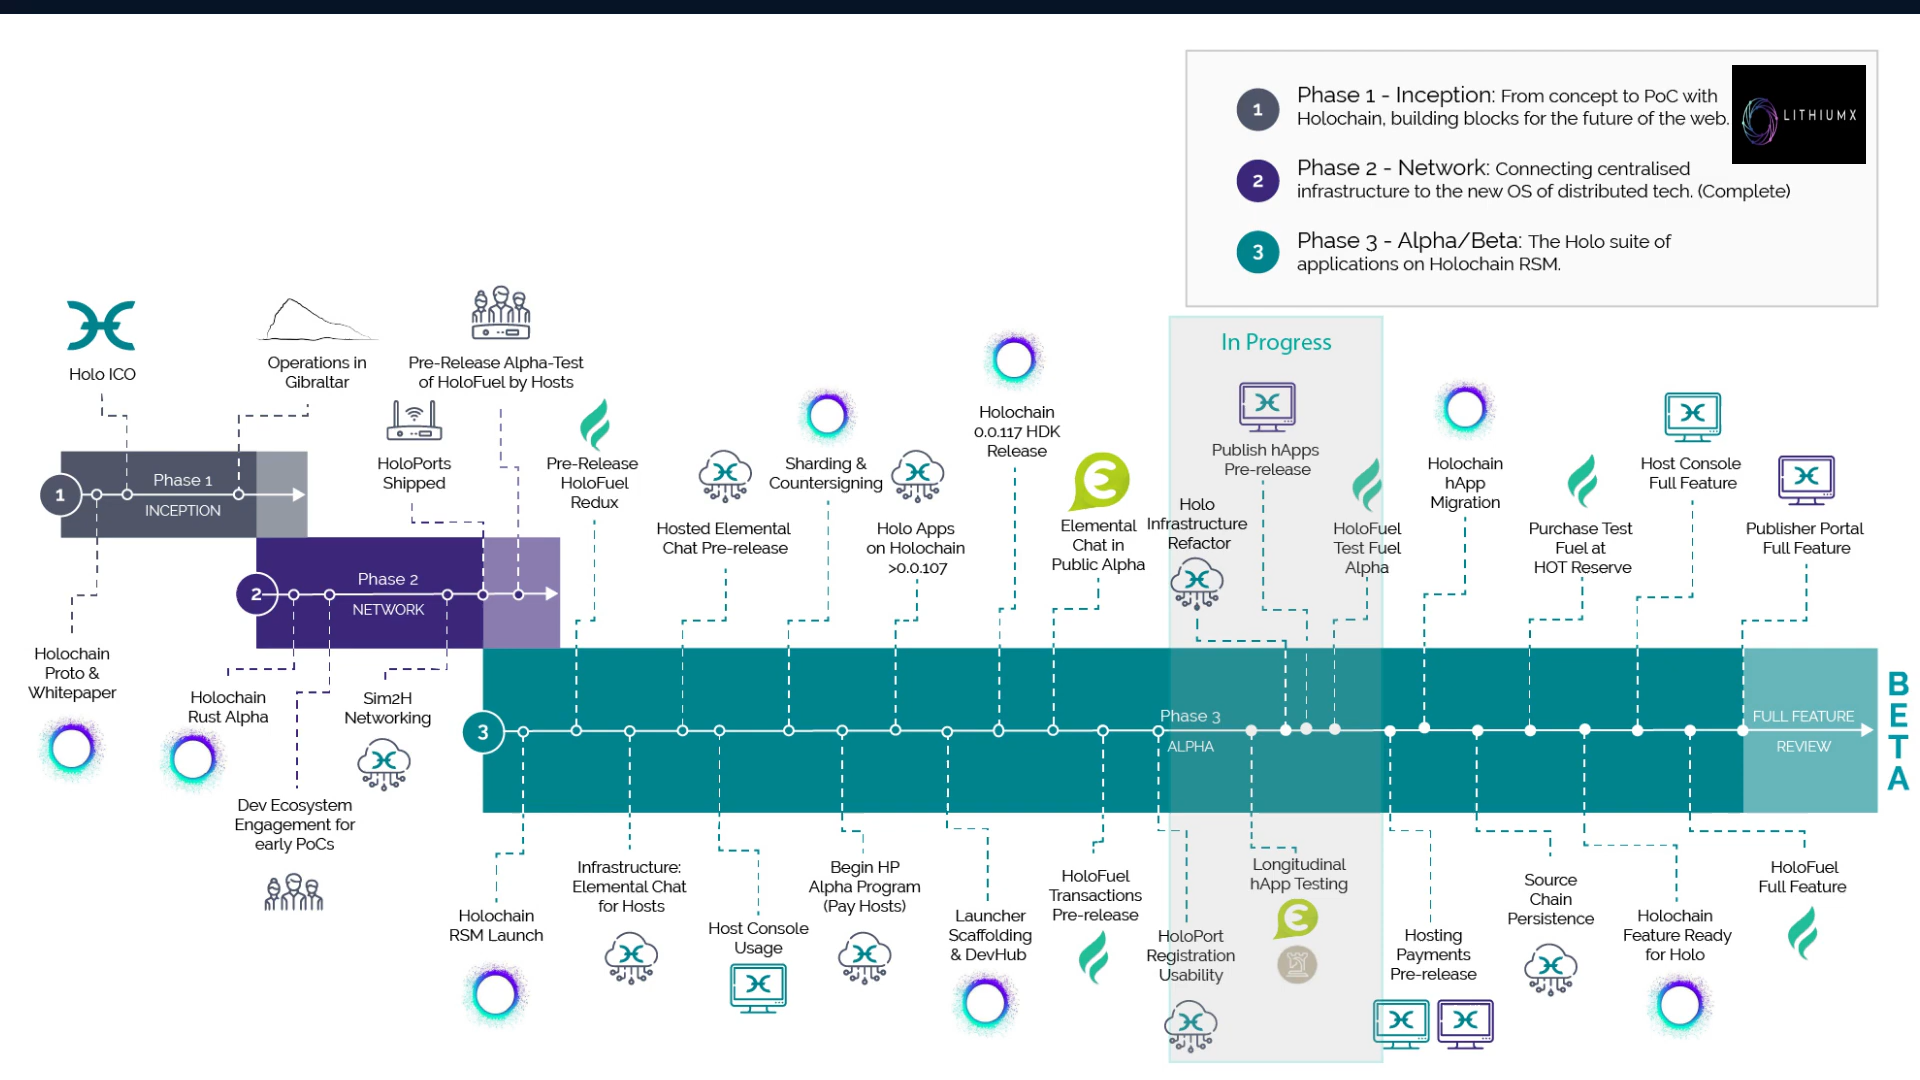 1
Phase 1 - Inception: From concept to PoC with
Holochain, building blocks for the future of the web.
LITHIUMX
2
Phase 2 - Network: Connecting centralised
infrastructure to the new OS of distributed tech. (Complete)
3
Phase 3 - Alpha/Beta: The Holo suite of
applications on Holochain RSM.
Holo ICO
Operations in
Gibraltar
Pre-Release Alpha-Test
of HoloFuel by Hosts
HoloPorts
Shipped
1
Phase 1
INCEPTION
2
Phase 2
NETWORK
Holochain
Proto &
Whitepaper
Holochain
Rust Alpha
Dev Ecosystem
Engagement for
early PoCs
Sim2H
Networking
Pre-Release
HoloFuel
Redux
Hosted Elemental
Chat Pre-release
Sharding &
Countersigning
Holo Apps
on Holochain
>0.0.107
Holochain
0.0.117 HDK
Release
Elemental
Chat in
Public Alpha
In Progress
Holo
Infrastructure
Refactor
Publish hApps
Pre-release
HoloFuel
Test Fuel
Alpha
Holochain
hApp
Migration
Purchase Test
Fuel at
HOT Reserve
Host Console
Full Feature
Publisher Portal
Full Feature
3
Phase 3
ALPHA
FULL FEATURE
REVIEW
B
E
T
A
Holochain
RSM Launch
Infrastructure:
Elemental Chat
for Hosts
Host Console
Usage
Begin HP
Alpha Program
(Pay Hosts)
Launcher
Scaffolding
& DevHub
HoloFuel
Transactions
Pre-release
HoloPort
Registration
Usability
Longitudinal
hApp Testing
Hosting
Payments
Pre-release
Source
Chain
Persistence
Holochain
Feature Ready
for Holo
HoloFuel
Full Feature